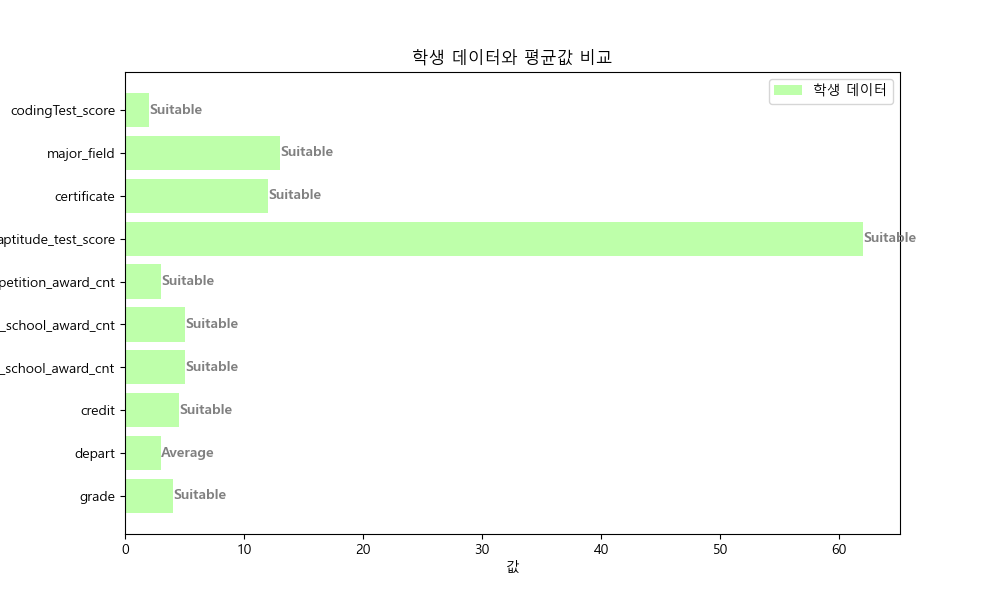 학생 데이터와 평균값 비교
학생 데이터
codingTest_score Suitable
major_field Suitable
certificate Suitable
aptitude_test_score Suitable
petition_award_cnt Suitable
_school_award_cnt Suitable
_school_award_cnt Suitable
credit Suitable
depart Average
grade Suitable
0 10 20 30 40 50 60
값